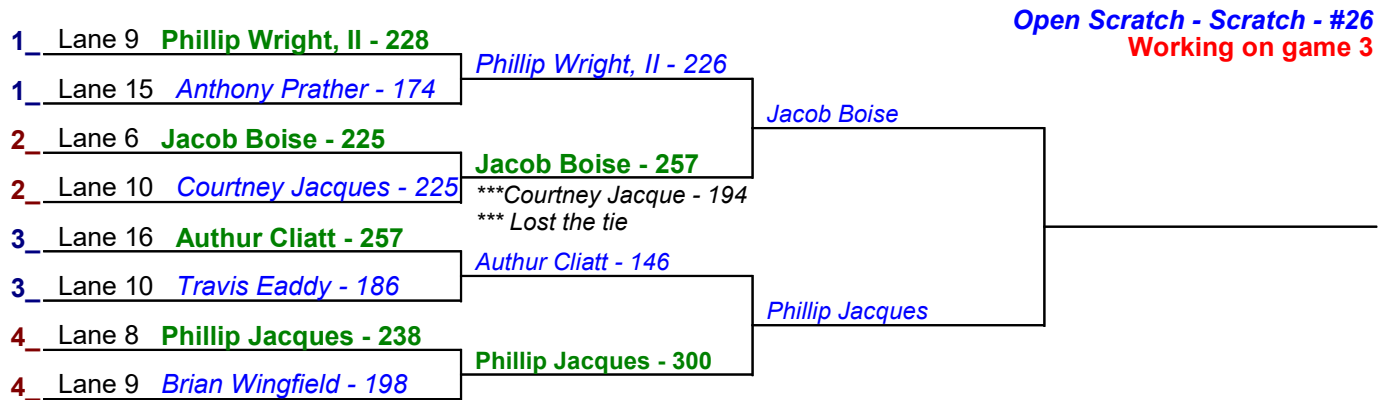 Open Scratch - Scratch - #26
Working on game 3
1_ Lane 9 Phillip Wright, II - 228
Phillip Wright, II - 226
1_ Lane 15 Anthony Prather - 174
Jacob Boise
2_ Lane 6 Jacob Boise - 225
Jacob Boise - 257
2_ Lane 10 Courtney Jacques - 225
***Courtney Jacque - 194
*** Lost the tie
3_ Lane 16 Authur Cliatt - 257
Authur Cliatt - 146
3_ Lane 10 Travis Eaddy - 186
Phillip Jacques
4_ Lane 8 Phillip Jacques - 238
Phillip Jacques - 300
4_ Lane 9 Brian Wingfield - 198